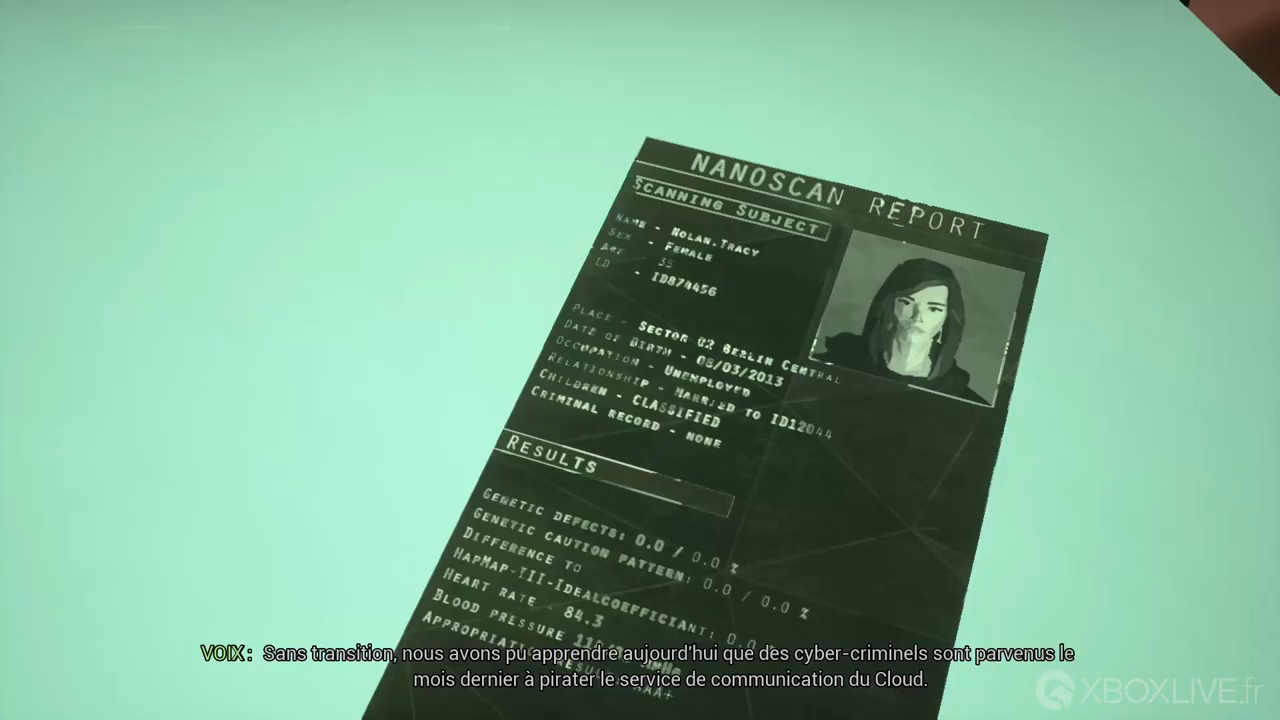 NANOSCAN REPORT
SCANNING SUBJECT
NAME - NOLAN.TRACY
SEX - FEMALE
AGE - 35
ID - ID874456
PLACE - SECTOR 02 BERLIN CENTRAL
DATE OF BIRTH - 08/03/2013
OCCUPATION - UNEMPLOYED
RELATIONSHIP - MARRIED TO ID12044
CHILDREN - CLASSIFIED
CRIMINAL RECORD - NONE
RESULTS
GENETIC DEFECTS: 0.0 / 0.0 %
GENETIC CAUTION PATTERN: 0.0 / 0.0 %
DIFFERENCE TO
HAPMAP-III-IDEALCOEFFICIANT: 0.0 %
HEART RATE - 84.3
BLOOD PRESSURE
VOIX : Sans transition, nous avons pu apprendre aujourd'hui que des cyber-criminels sont parvenus le
mois dernier à pirater le service de communication du Cloud.
XBOXLIVE.fr